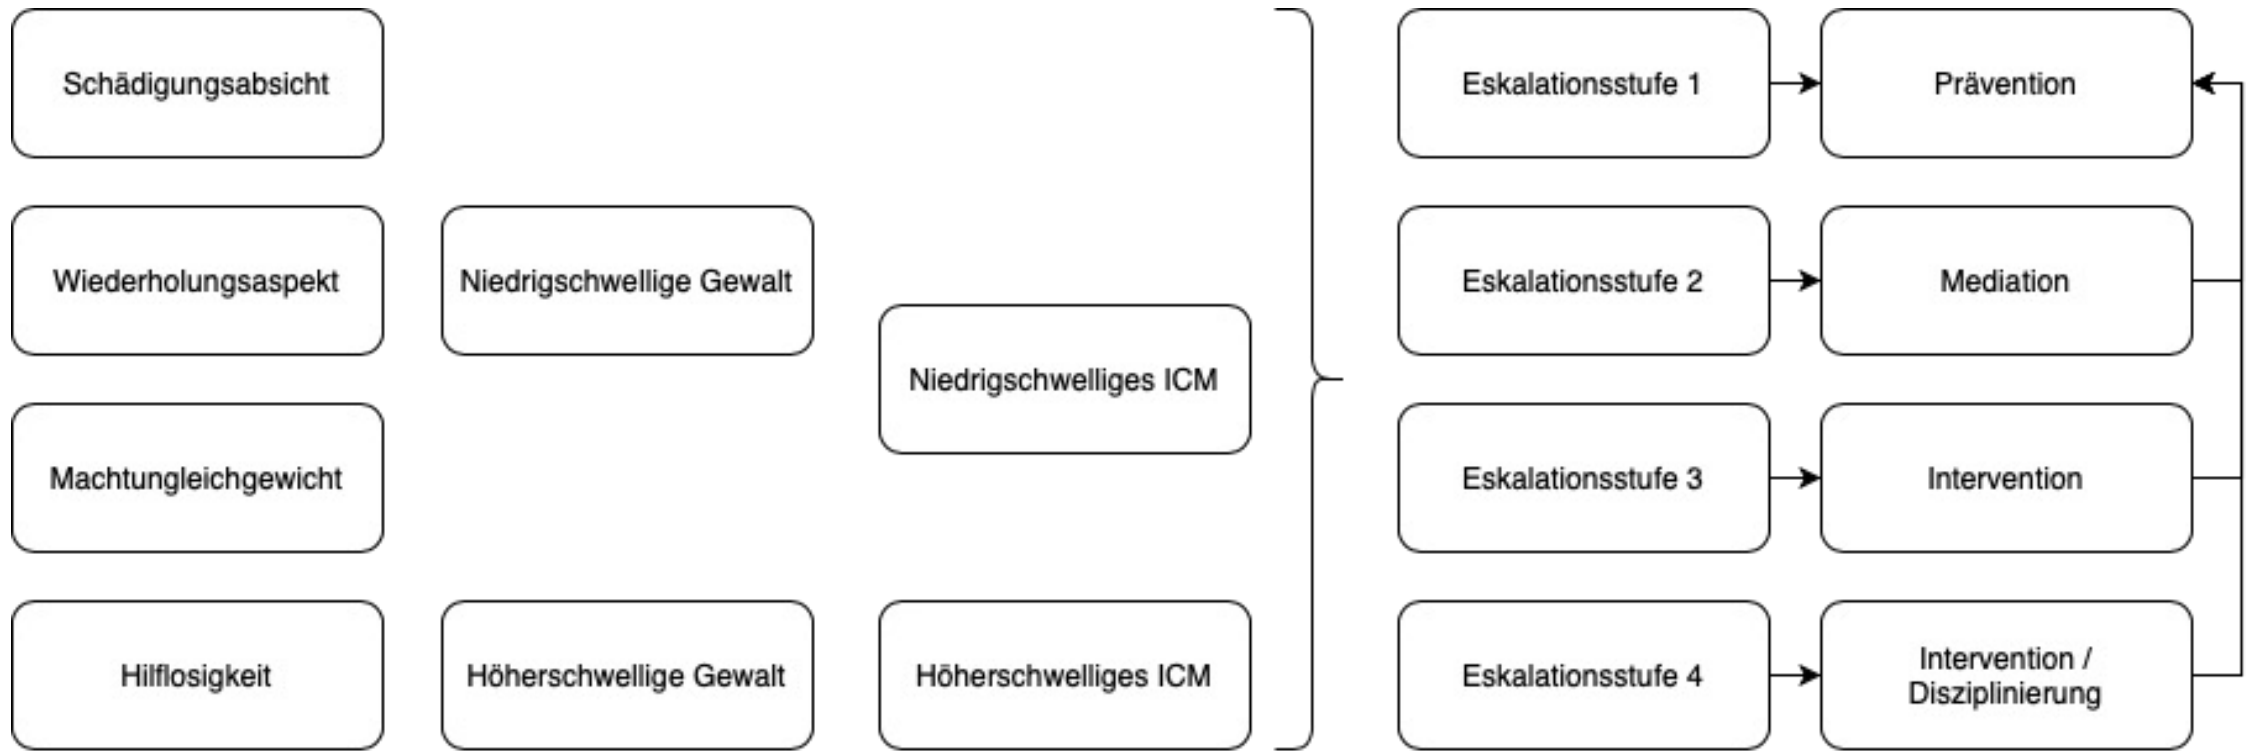 Schädigungsabsicht
Eskalationsstufe 1
Prävention
Wiederholungsaspekt
Niedrigschwellige Gewalt
Eskalationsstufe 2
Mediation
Niedrigschwelliges ICM
Machtungleichgewicht
Eskalationsstufe 3
Intervention
Hilflosigkeit
Höherschwellige Gewalt
Höherschwelliges ICM
Eskalationsstufe 4
Intervention /
Disziplinierung